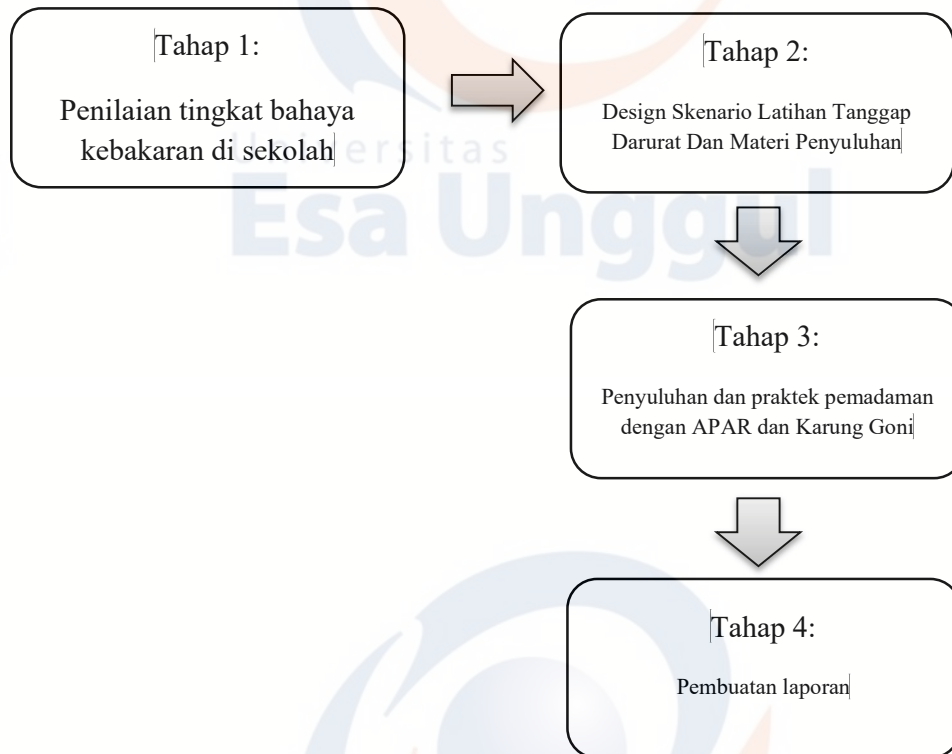 Tahap 1:
Penilaian tingkat bahaya
kebakaran di sekolah
Tahap 2:
Design Skenario Latihan Tanggap
Darurat Dan Materi Penyuluhan
Universitas
Esa Unggul
Tahap 3:
Penyuluhan dan praktek pemadaman
dengan APAR dan Karung Goni
Tahap 4:
Pembuatan laporan